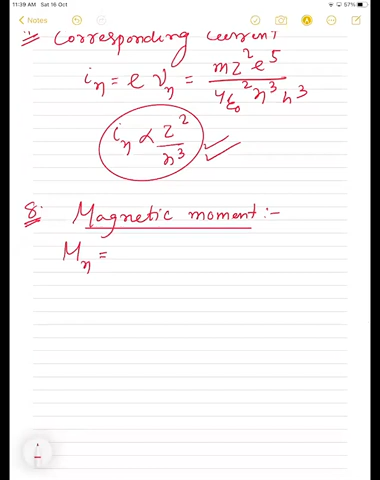 11:39 AM Sat 16 Oct
57%
Notes
Corresponding current
iₙ = e νₙ = mz²e⁵ / 4ε₀²n³h³
iₙ ∝ z² / n³
8. Magnetic moment :-
Mₙ =